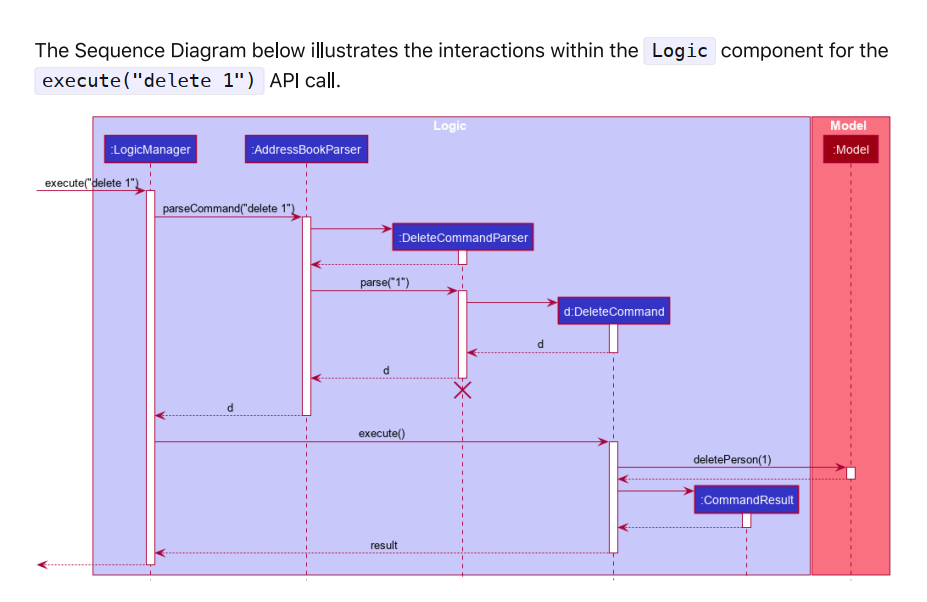 The Sequence Diagram below illustrates the interactions within the Logic component for the
execute("delete 1") API call.
Logic
Model
:LogicManager
:AddressBookParser
:Model
execute("delete 1")
parseCommand("delete 1")
:DeleteCommandParser
parse("1")
d:DeleteCommand
d
d
d
execute()
deletePerson(1)
:CommandResult
result